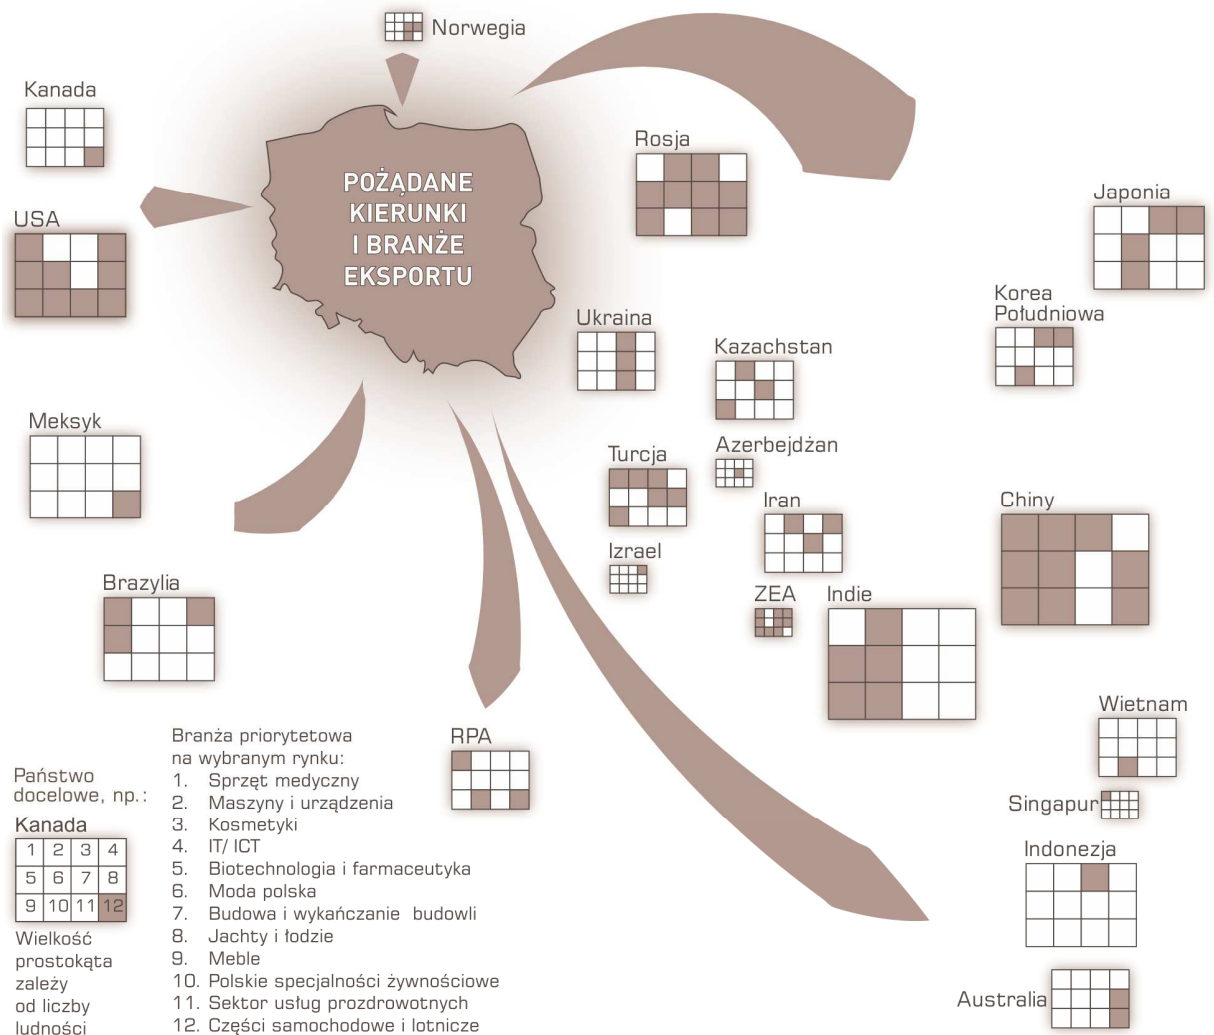 Norwegia
Kanada
Rosja
POŻĄDANE
KIERUNKI
I BRANŻE
EKSPORTU
Japonia
USA
Korea
Południowa
Ukraina
Kazachstan
Meksyk
Azerbejdżan
Turcja
Iran
Chiny
Izrael
Brazylia
ZEA
Indie
Wietnam
RPA
Singapur
Indonezja
Australia
Państwo
docelowe, np.:
Kanada
1 2 3 4
5 6 7 8
9 10 11 12
Wielkość
prostokąta
zależy
od liczby
ludności
Branża priorytetowa
na wybranym rynku:
1. Sprzęt medyczny
2. Maszyny i urządzenia
3. Kosmetyki
4. IT/ ICT
5. Biotechnologia i farmaceutyka
6. Moda polska
7. Budowa i wykańczanie budowli
8. Jachty i łodzie
9. Meble
10. Polskie specjalności żywnościowe
11. Sektor usług prozdrowotnych
12. Części samochodowe i lotnicze